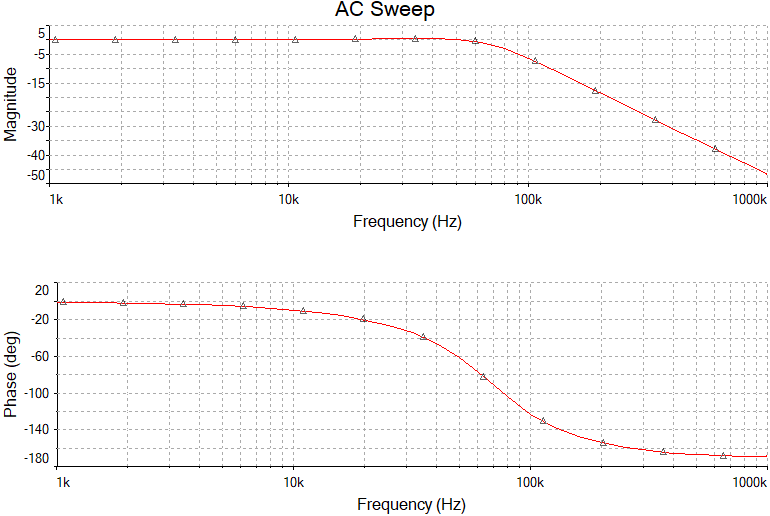 AC Sweep
Magnitude
5
-5
-15
-30
-40
-50
1k 10k 100k 1000k
Frequency (Hz)
Phase (deg)
20
-20
-60
-100
-140
-180
1k 10k 100k 1000k
Frequency (Hz)